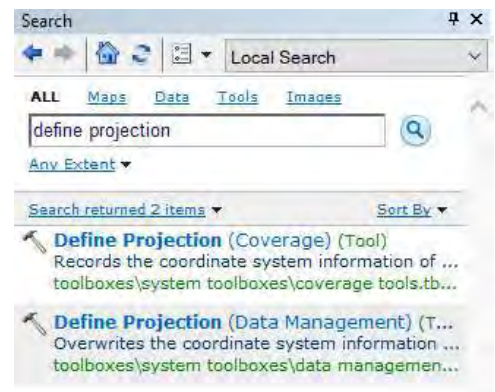 Search
Local Search
ALL Maps Data Tools Images
define projection
Any Extent
Search returned 2 items Sort By
Define Projection (Coverage) (Tool)
Records the coordinate system information of ...
toolboxes\system toolboxes\coverage tools.tb...
Define Projection (Data Management) (T...
Overwrites the coordinate system information ...
toolboxes\system toolboxes\data managemen...